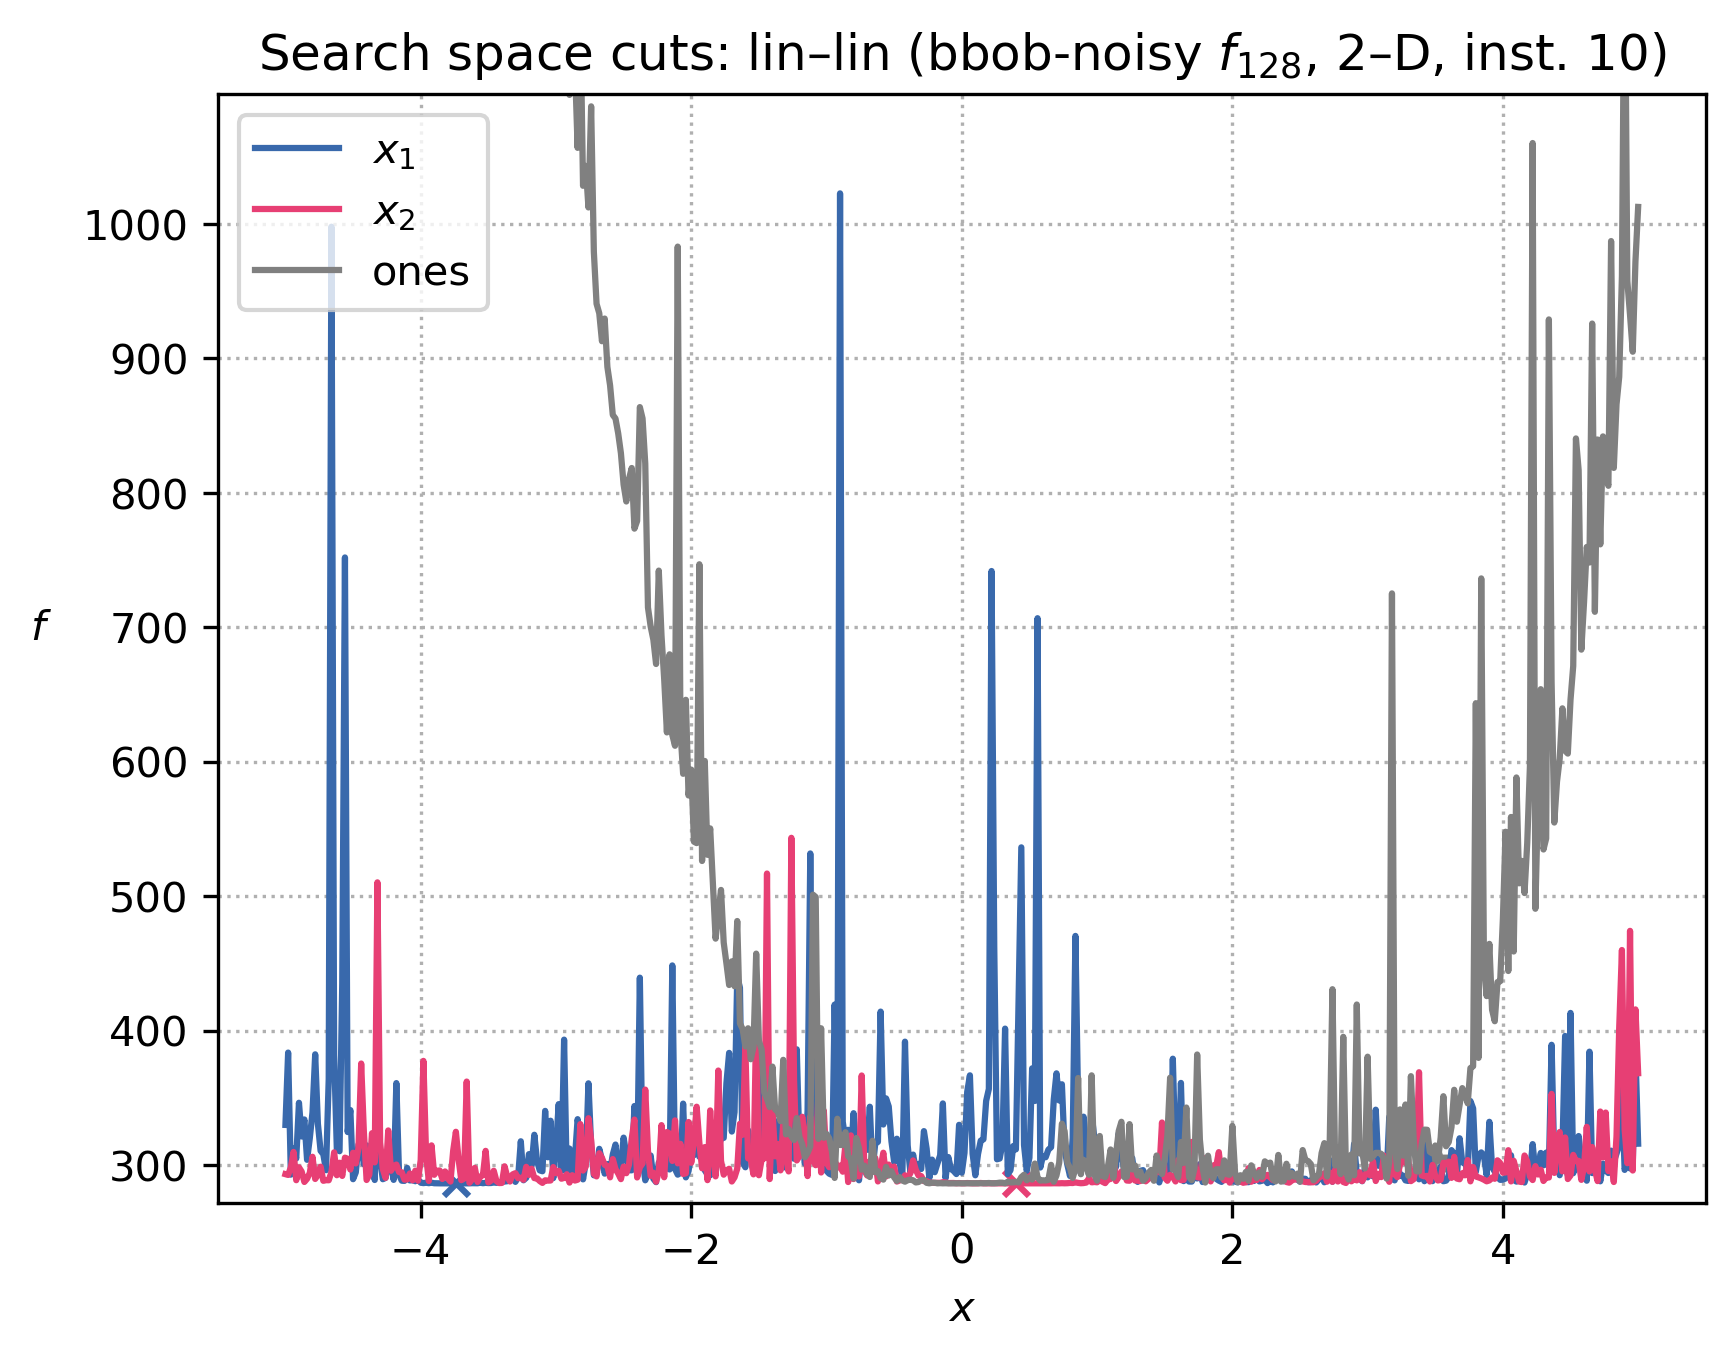 Search space cuts: lin–lin (bbob-noisy f₁₂₈, 2–D, inst. 10)
x₁
x₂
ones
1000
900
800
700
600
500
400
300
f
−4
−2
0
2
4
x